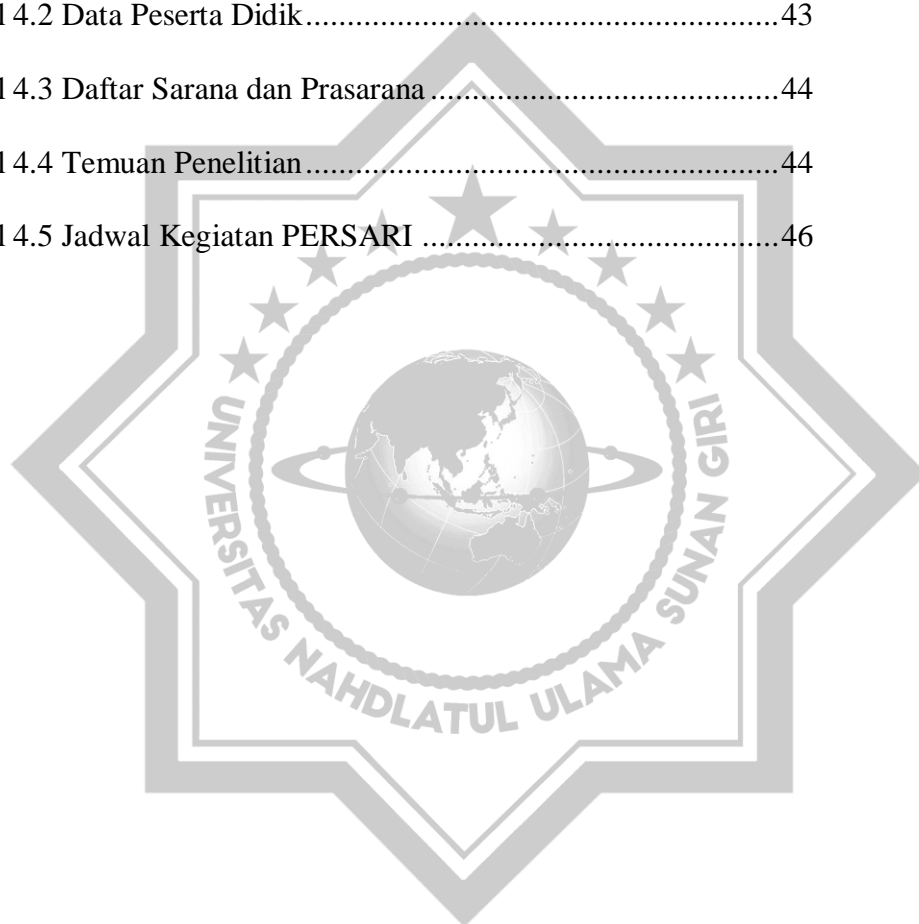 l 4.2 Data Peserta Didik..................................................43
l 4.3 Daftar Sarana dan Prasarana.....................................44
l 4.4 Temuan Penelitian..................................................44
l 4.5 Jadwal Kegiatan PERSARI ......................................46
UNIVERSITAS NAHDLATUL ULAMA SUNAN GIRI